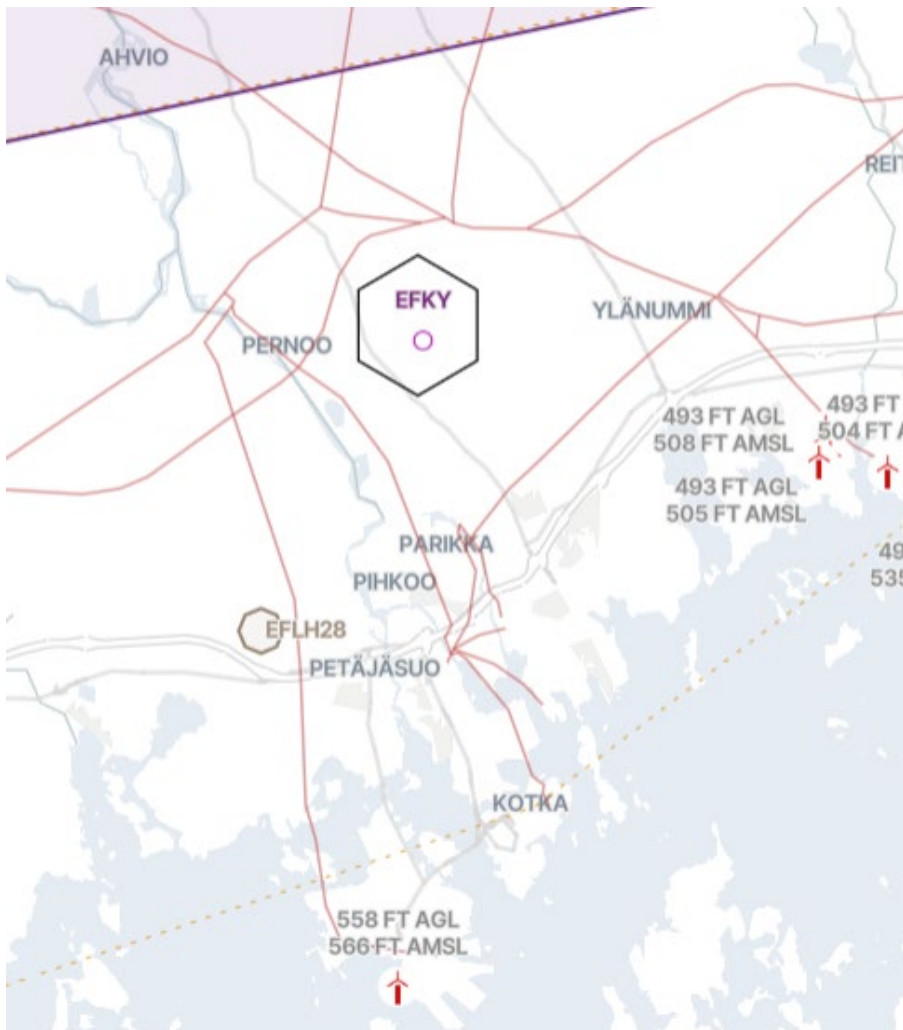 AHVIO
REIT
EFKY
YLÄNUMMI
PERNOO
493 FT AGL
508 FT AMSL
493 FT
504 FT A
493 FT AGL
505 FT AMSL
PARIKKA
49
535
PIHKOO
EFLH28
PETÄJÄSUO
KOTKA
558 FT AGL
566 FT AMSL